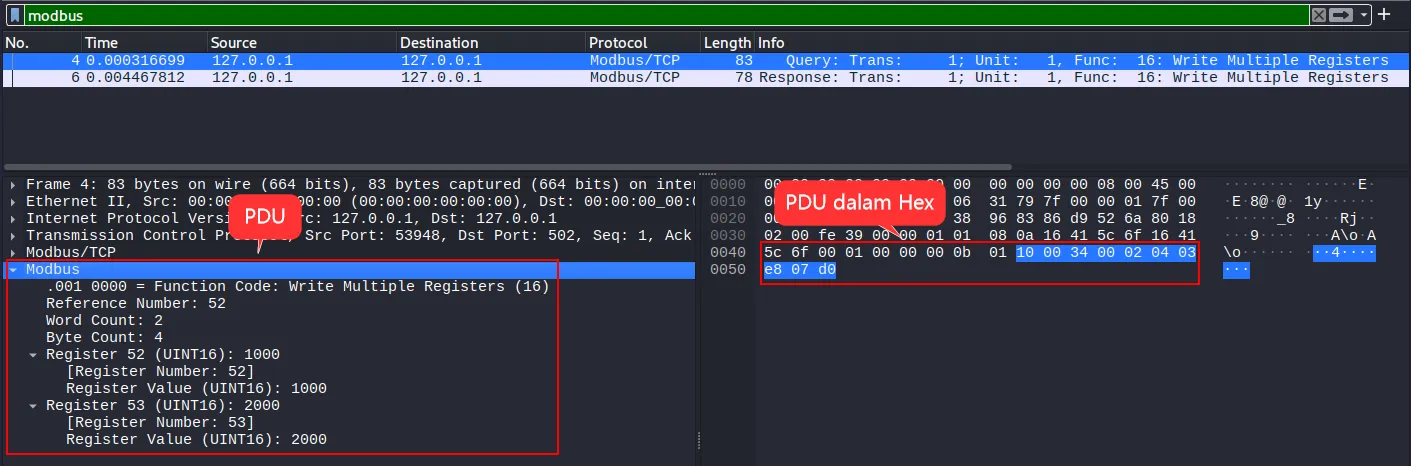 modbus
No. Time Source Destination Protocol Length Info
4 0.000316699 127.0.0.1 127.0.0.1 Modbus/TCP 83 Query: Trans: 1; Unit: 1, Func: 16: Write Multiple Registers
6 0.004467812 127.0.0.1 127.0.0.1 Modbus/TCP 78 Response: Trans: 1; Unit: 1, Func: 16: Write Multiple Registers
Frame 4: 83 bytes on wire (664 bits), 83 bytes captured (664 bits) on inter
Ethernet II, Src: 00:00 00:00 (00:00:00:00:00:00), Dst: 00:00:00_00:0
Internet Protocol Versi rc: 127.0.0.1, Dst: 127.0.0.1
Transmission Control Pro , Src Port: 53948, Dst Port: 502, Seq: 1, Ack
Modbus/TCP
Modbus
.001 0000 = Function Code: Write Multiple Registers (16)
Reference Number: 52
Word Count: 2
Byte Count: 4
Register 52 (UINT16): 1000
[Register Number: 52]
Register Value (UINT16): 1000
Register 53 (UINT16): 2000
[Register Number: 53]
Register Value (UINT16): 2000
PDU
0000 00 00 00 00 00 00 08 00 45 00 ········ ······E·
0010 00 06 31 79 7f 00 00 01 7f 00 ·E8@·@· 1y······
0020 00 38 96 83 86 d9 52 6a 80 18 ······_8 ····Rj··
0030 02 00 fe 39 00 00 01 01 08 0a 16 41 5c 6f 16 41 ···9···· ···A\o·A
0040 5c 6f 00 01 00 00 00 0b 01 10 00 34 00 02 04 03 \o······ ···4····
0050 e8 07 d0 ···
PDU dalam Hex